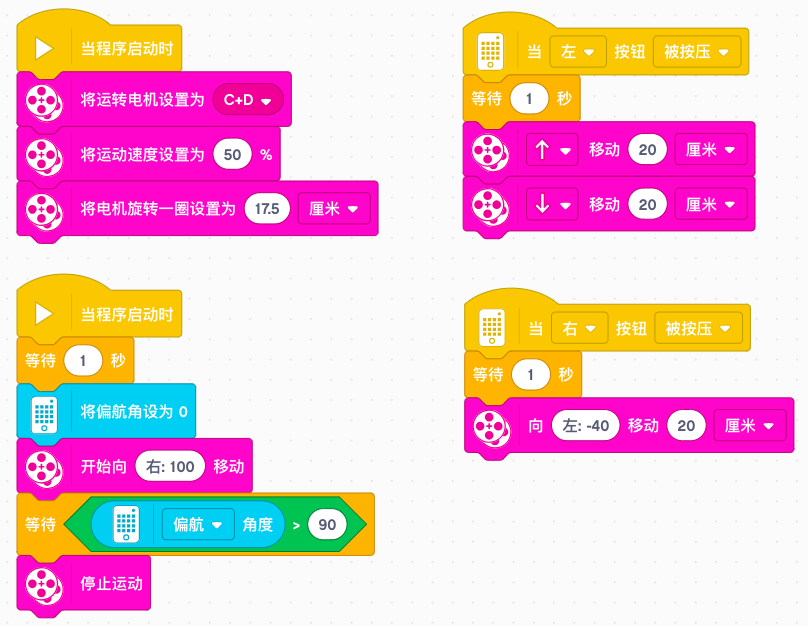 当程序启动时
将运转电机设置为 C+D
将运动速度设置为 50 %
将电机旋转一圈设置为 17.5 厘米
当 左 按钮 被按压
等待 1 秒
↑ 移动 20 厘米
↓ 移动 20 厘米
当程序启动时
等待 1 秒
将偏航角设为 0
开始向 右: 100 移动
等待 偏航 角度 > 90
停止运动
当 右 按钮 被按压
等待 1 秒
向 左: -40 移动 20 厘米